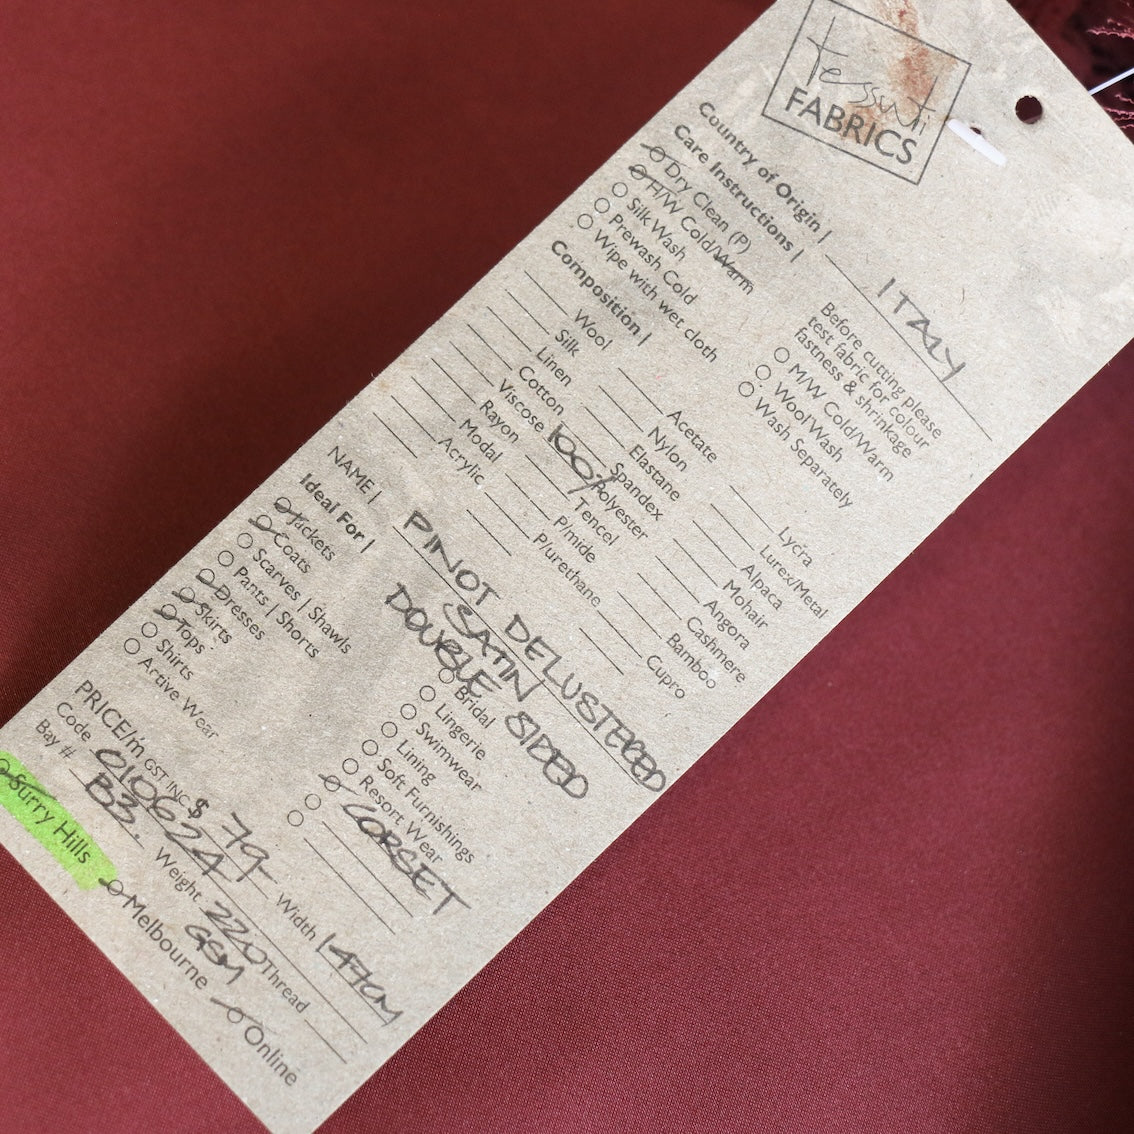 tessuti
FABRICS
Country of Origin | ITALY
Care Instructions |
Dry Clean (P)
H/W Cold/Warm
Silk Wash
Prewash Cold
Wipe with wet cloth
Before cutting please
test fabric for colour
fastness & shrinkage
M/W Cold/Warm
WoolWash
Wash Separately
Composition |
Wool
Silk
Linen
Cotton
Viscose
Rayon
Modal
Acrylic
Acetate
Nylon
Elastane
Spandex
100% Polyester
Tencel
P/mide
P/urethane
Lycra
Lurex/Metal
Alpaca
Mohair
Angora
Cashmere
Bamboo
Cupro
NAME | PINOT DELUSTERED
SATIN
DOUBLE SIDED
Ideal For |
Jackets
Coats
Scarves | Shawls
Pants | Shorts
Dresses
Skirts
Tops
Shirts
Active Wear
Bridal
Lingerie
Swimwear
Lining
Soft Furnishings
Resort Wear
CORSET
PRICE/m GST INC $ 79
Code 010624 Width 147CM
Bay # B3. Weight 220 GSM Thread
Surry Hills Melbourne Online